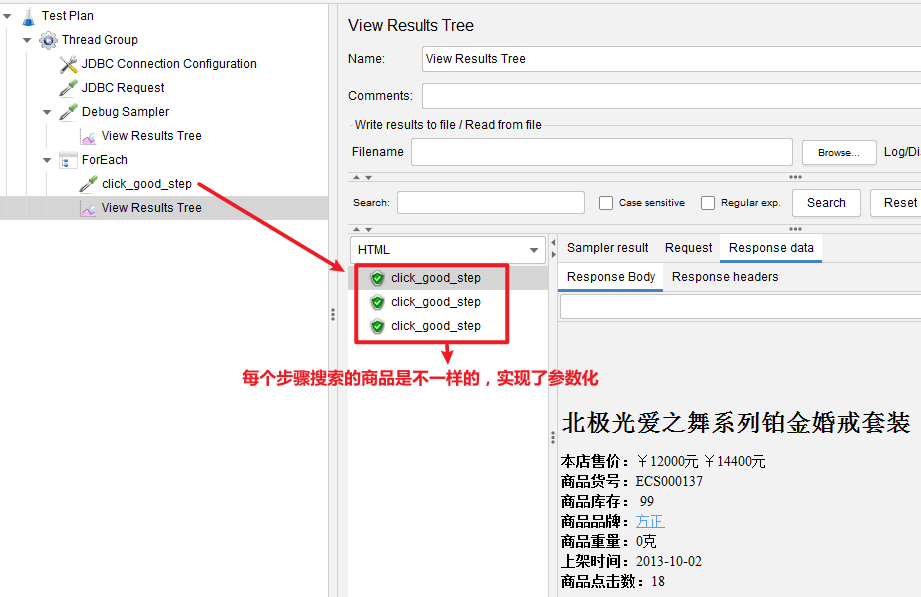 Test Plan
Thread Group
JDBC Connection Configuration
JDBC Request
Debug Sampler
View Results Tree
ForEach
click_good_step
View Results Tree
View Results Tree
Name: View Results Tree
Comments:
Write results to file / Read from file
Filename Browse... Log/Di
Search: Case sensitive Regular exp. Search Reset
HTML
click_good_step
click_good_step
click_good_step
每个步骤搜索的商品是不一样的，实现了参数化
Sampler result Request Response data
Response Body Response headers
北极光爱之舞系列铂金婚戒套装
本店售价：￥12000元 ￥14400元
商品货号：ECS000137
商品库存： 99
商品品牌：方正
商品重量：0克
上架时间：2013-10-02
商品点击数：18